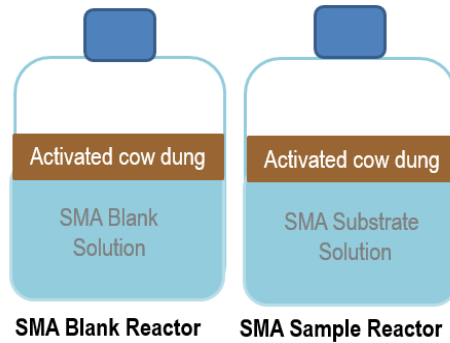 Activated cow dung
Activated cow dung
SMA Blank
Solution
SMA Substrate
Solution
SMA Blank Reactor
SMA Sample Reactor